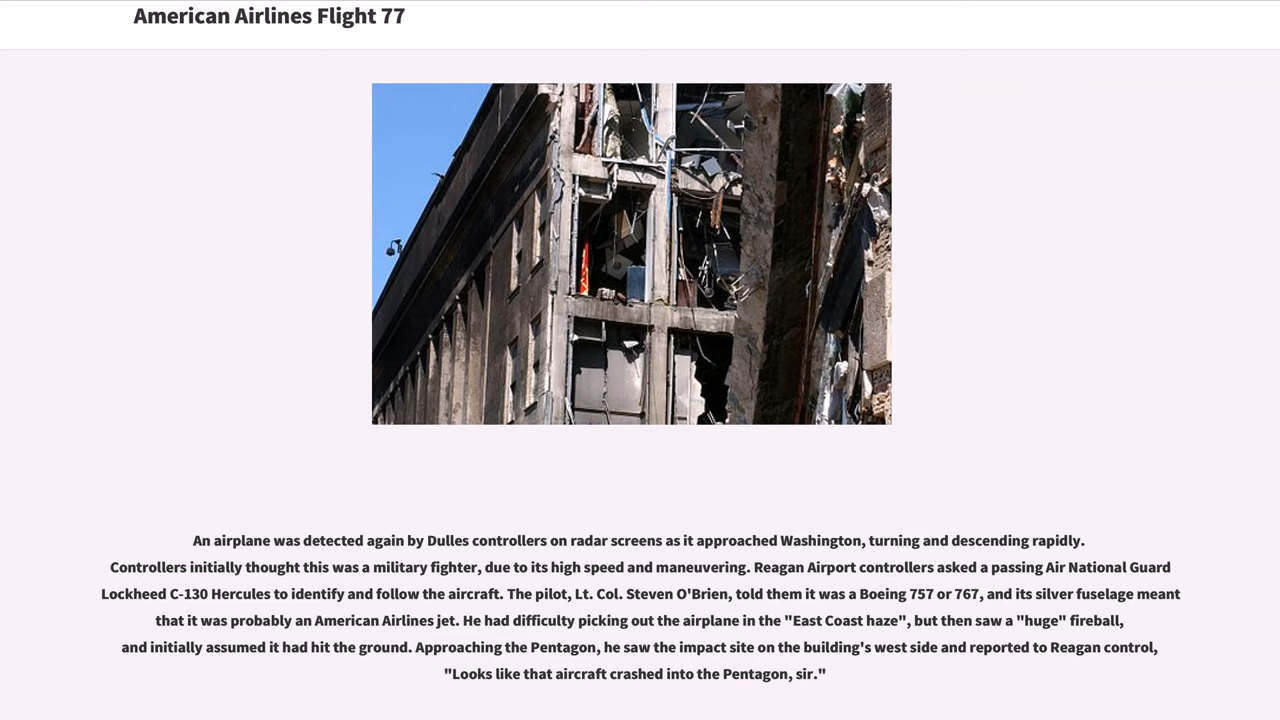 American Airlines Flight 77
An airplane was detected again by Dulles controllers on radar screens as it approached Washington, turning and descending rapidly.
Controllers initially thought this was a military fighter, due to its high speed and maneuvering. Reagan Airport controllers asked a passing Air National Guard
Lockheed C-130 Hercules to identify and follow the aircraft. The pilot, Lt. Col. Steven O'Brien, told them it was a Boeing 757 or 767, and its silver fuselage meant
that it was probably an American Airlines jet. He had difficulty picking out the airplane in the "East Coast haze", but then saw a "huge" fireball,
and initially assumed it had hit the ground. Approaching the Pentagon, he saw the impact site on the building's west side and reported to Reagan control,
"Looks like that aircraft crashed into the Pentagon, sir."